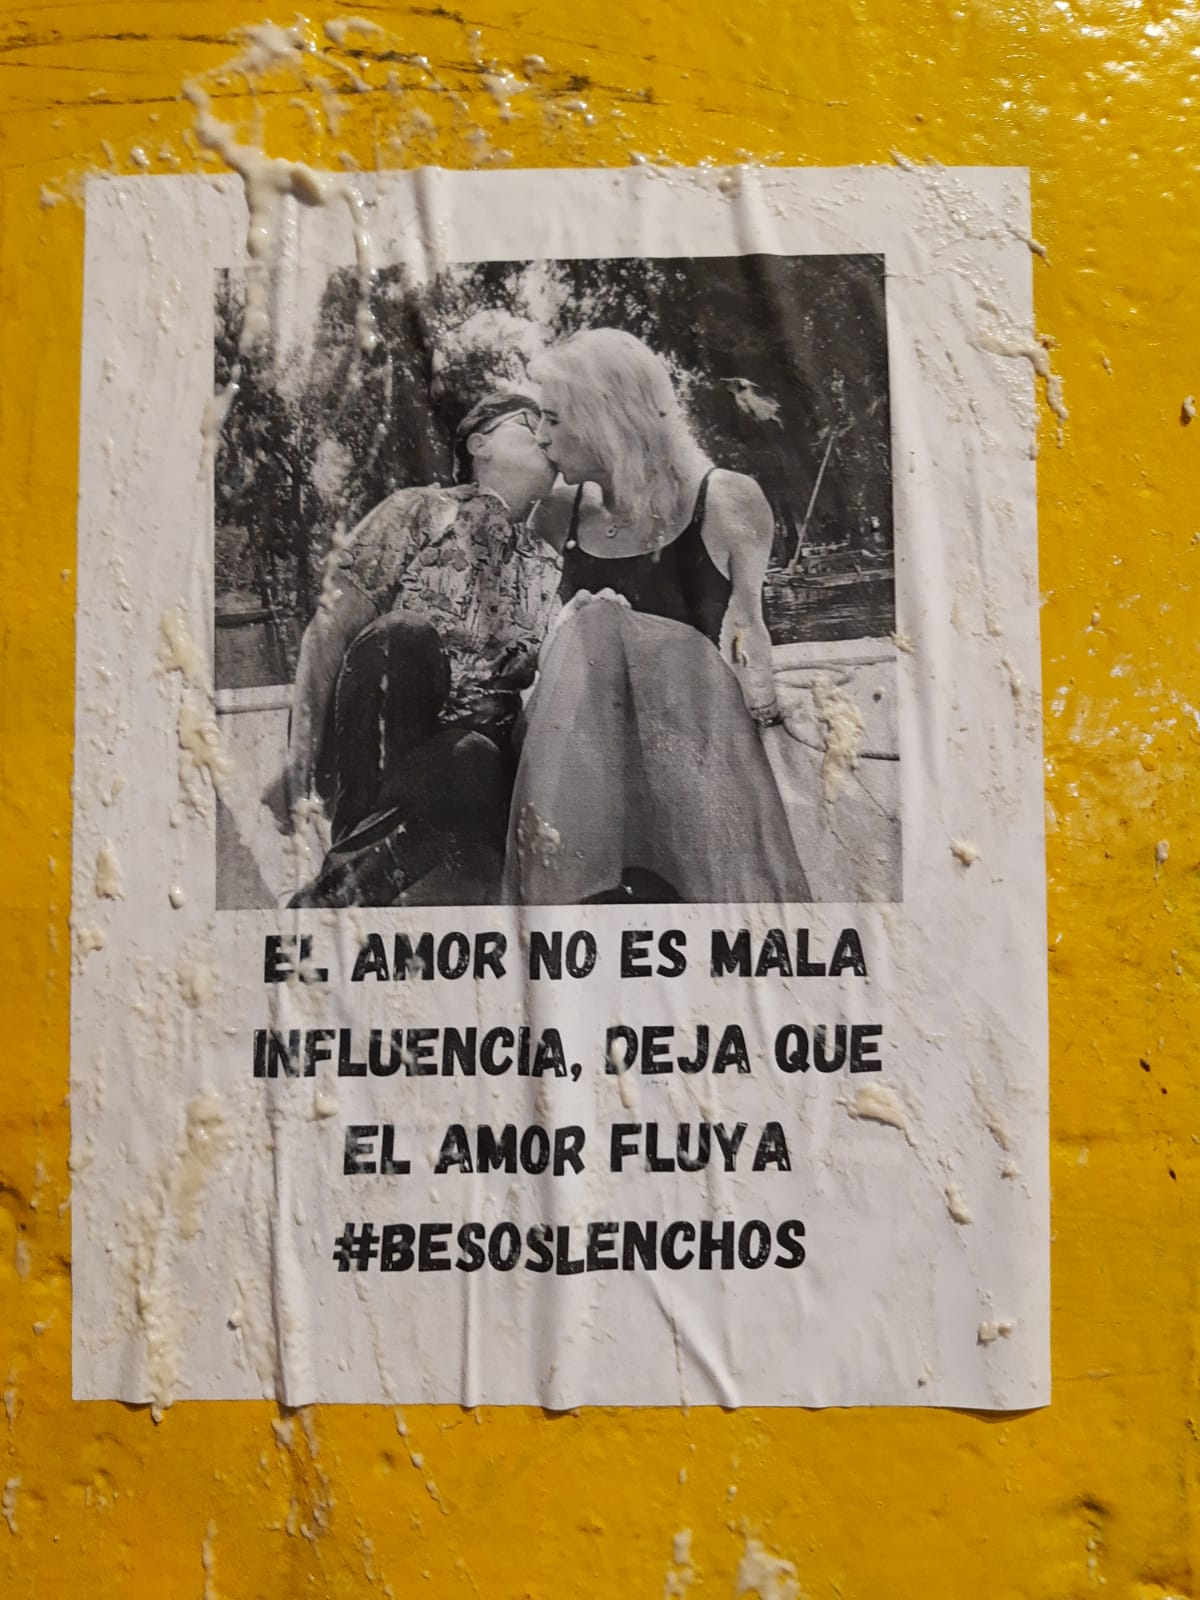 EL AMOR NO ES MALA
INFLUENCIA, DEJA QUE
EL AMOR FLUYA
#BESOSLENCHOS